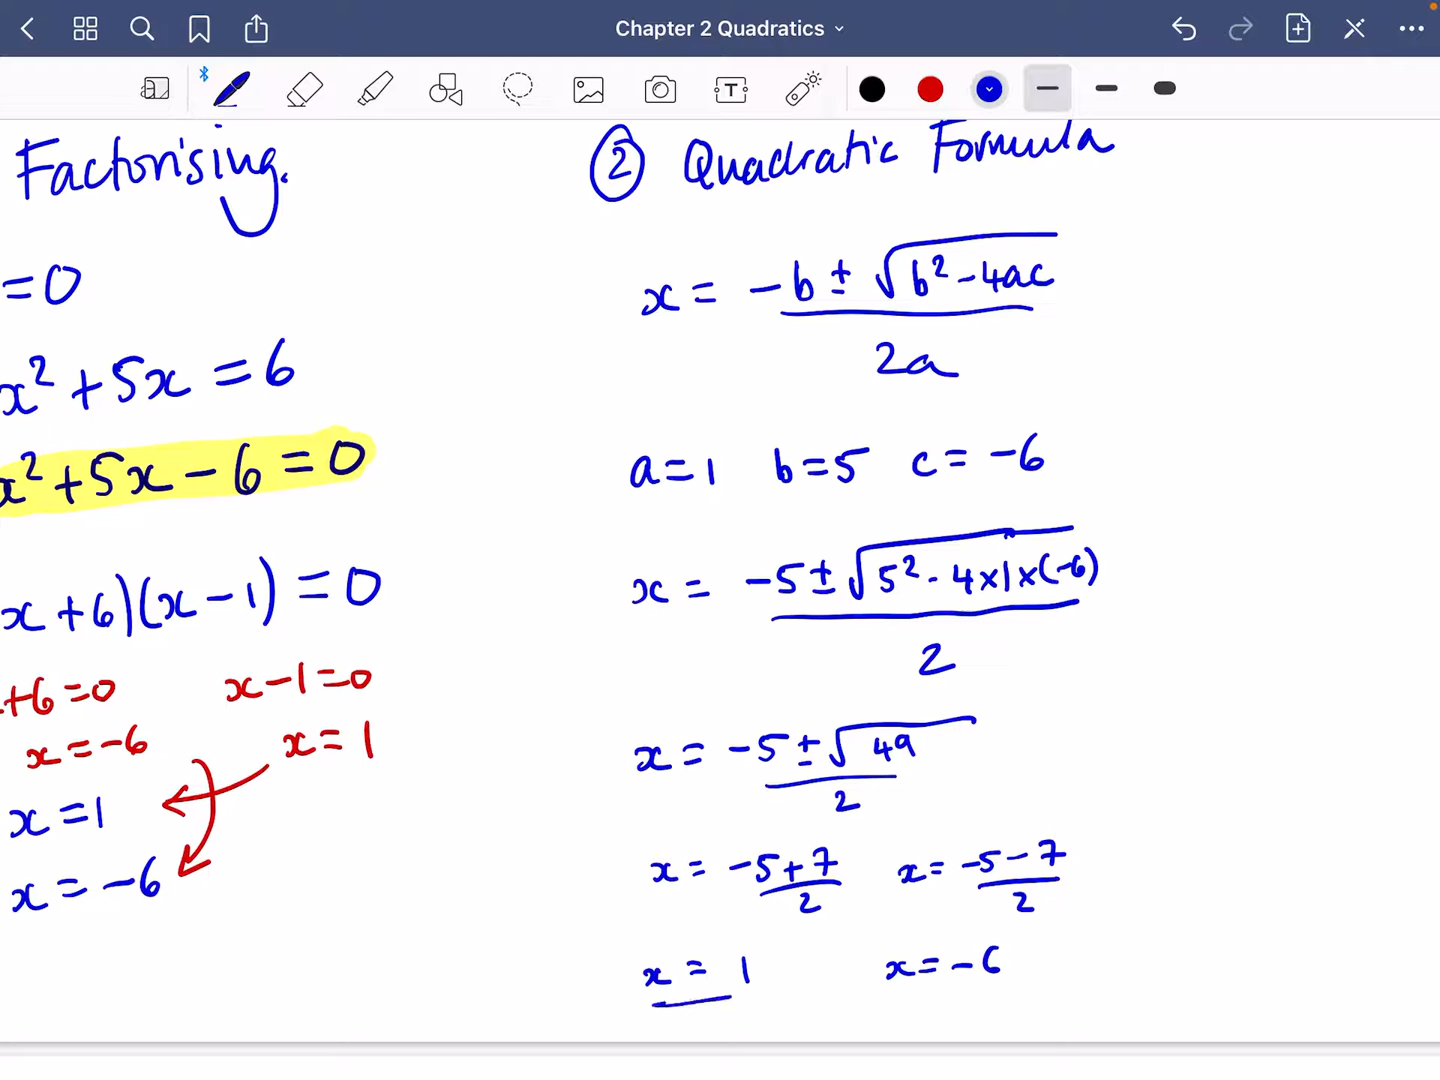 Chapter 2 Quadratics
Factorising.
=0
x² +5x =6
x² +5x − 6 =0
x +6)(x −1) =0
+6=0 x−1=0
x=−6 x=1
x=1
x=−6
② Quadratic Formula
x = −b ± √b² −4ac
2a
a=1 b=5 c= −6
x = −5 ± √5² − 4×1×(−6)
2
x = −5 ± √49
2
x = −5+7 x= −5−7
2 2
x = 1 x= −6